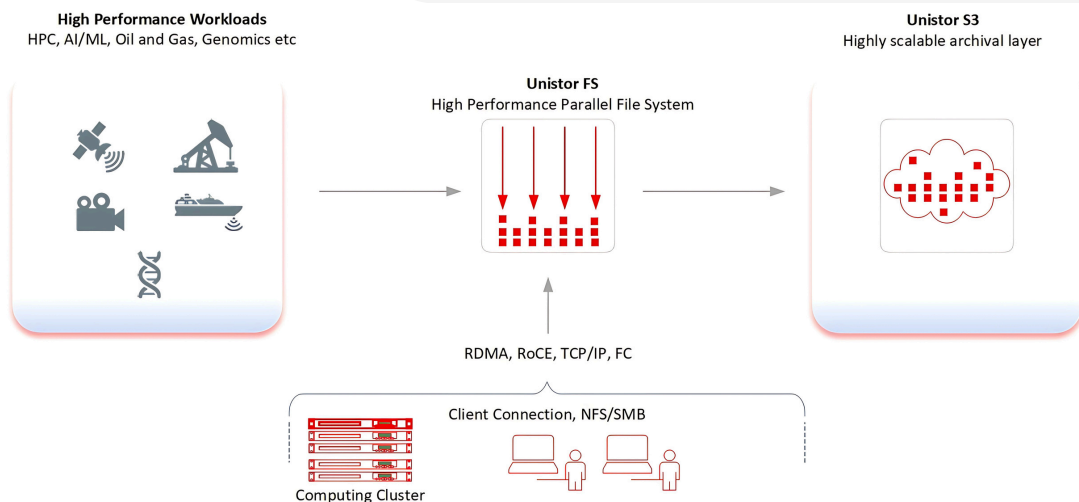 High Performance Workloads
HPC, AI/ML, Oil and Gas, Genomics etc
Unistor FS
High Performance Parallel File System
Unistor S3
Highly scalable archival layer
RDMA, RoCE, TCP/IP, FC
Client Connection, NFS/SMB
Computing Cluster